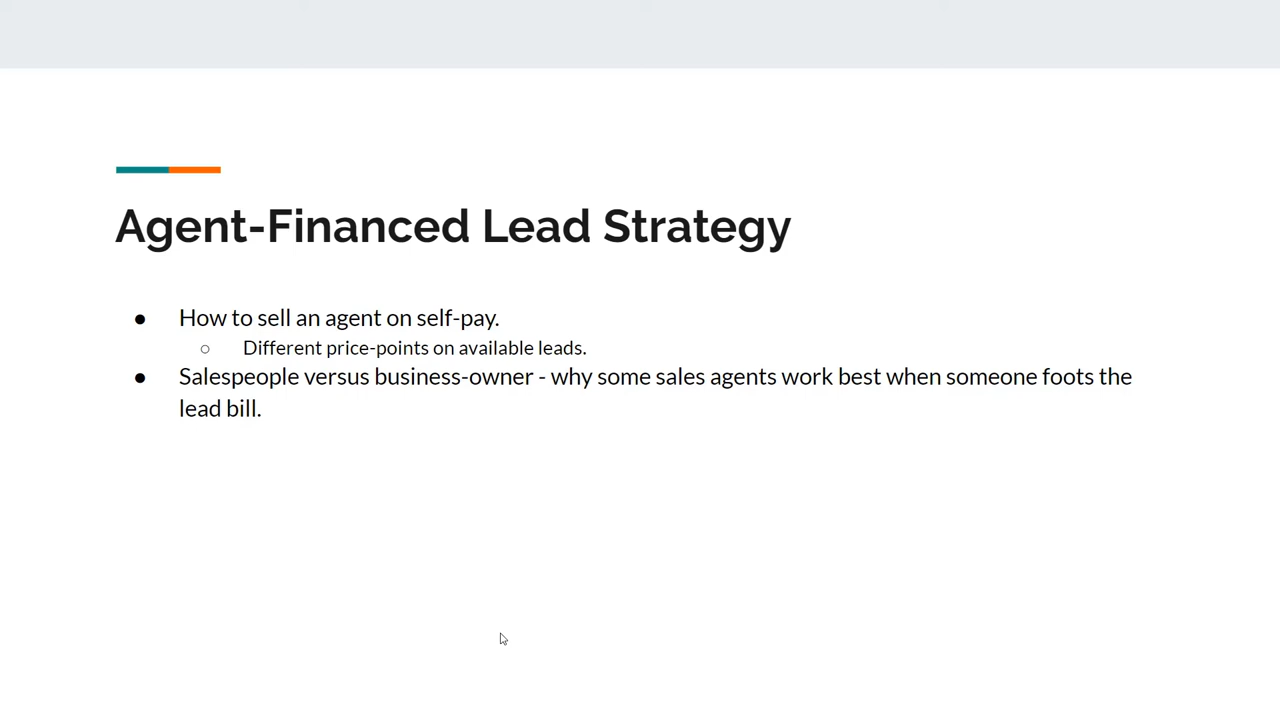 Agent-Financed Lead Strategy
● How to sell an agent on self-pay.
○ Different price-points on available leads.
● Salespeople versus business-owner - why some sales agents work best when someone foots the
lead bill.